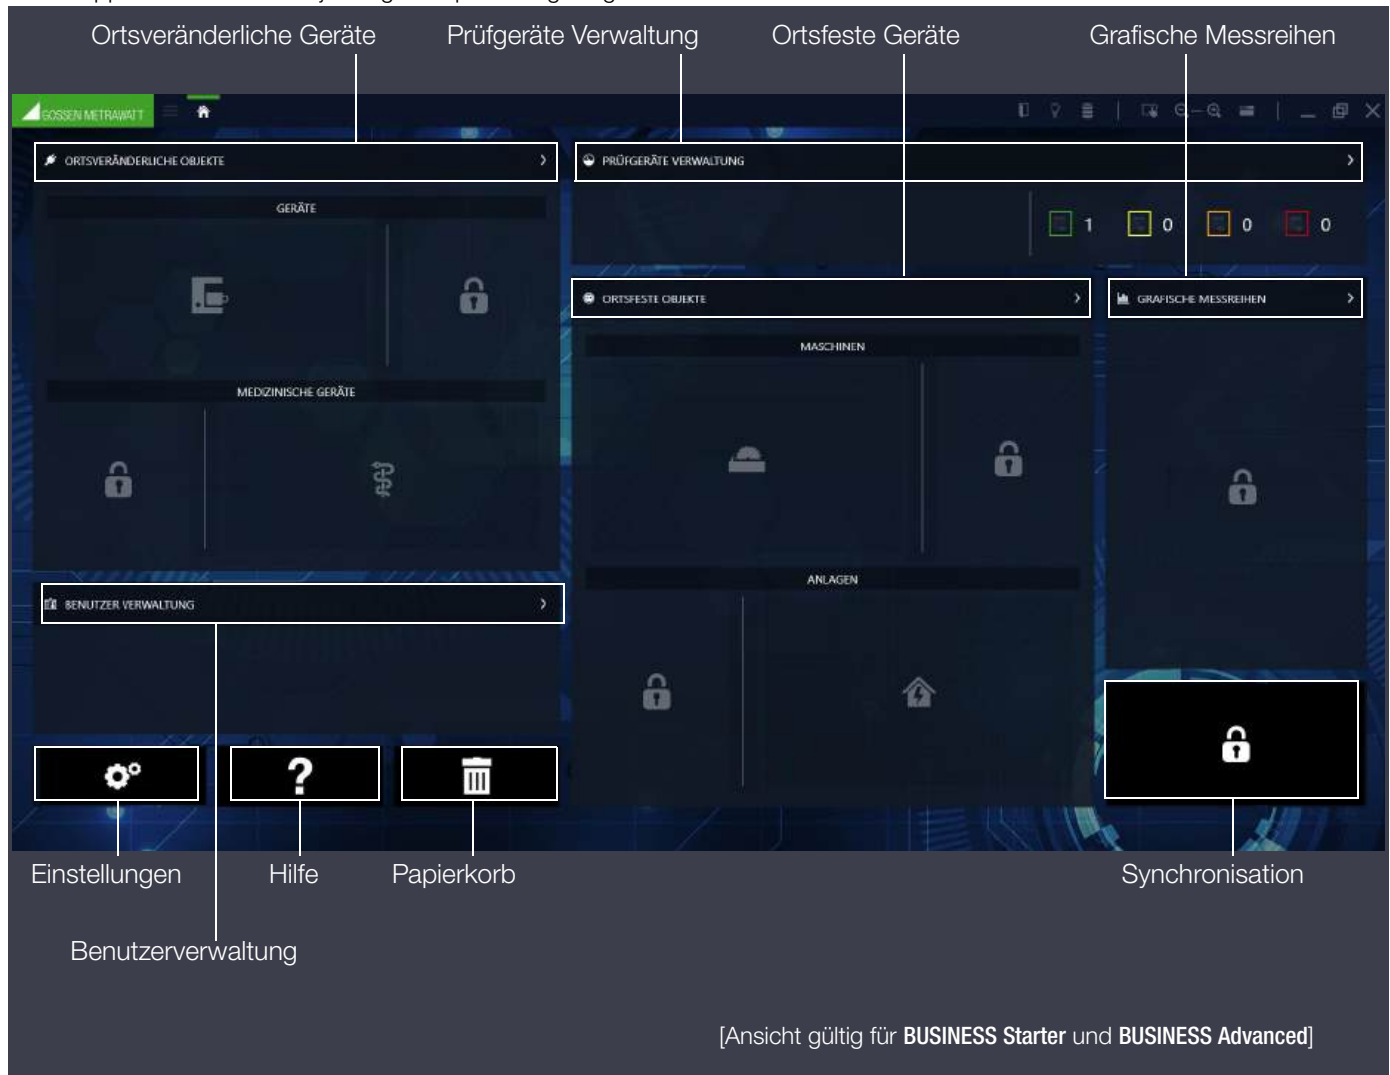 Ortsveränderliche Geräte
Prüfgeräte Verwaltung
Ortsfeste Geräte
Grafische Messreihen
GOSSEN METRAWATT
ORTSVERÄNDERLICHE OBJEKTE
PRÜFGERÄTE VERWALTUNG
GERÄTE
1
0
0
0
ORTSFESTE OBJEKTE
GRAFISCHE MESSREIHEN
MASCHINEN
MEDIZINISCHE GERÄTE
ANLAGEN
BENUTZER VERWALTUNG
?
Einstellungen
Hilfe
Papierkorb
Synchronisation
Benutzerverwaltung
[Ansicht gültig für BUSINESS Starter und BUSINESS Advanced]